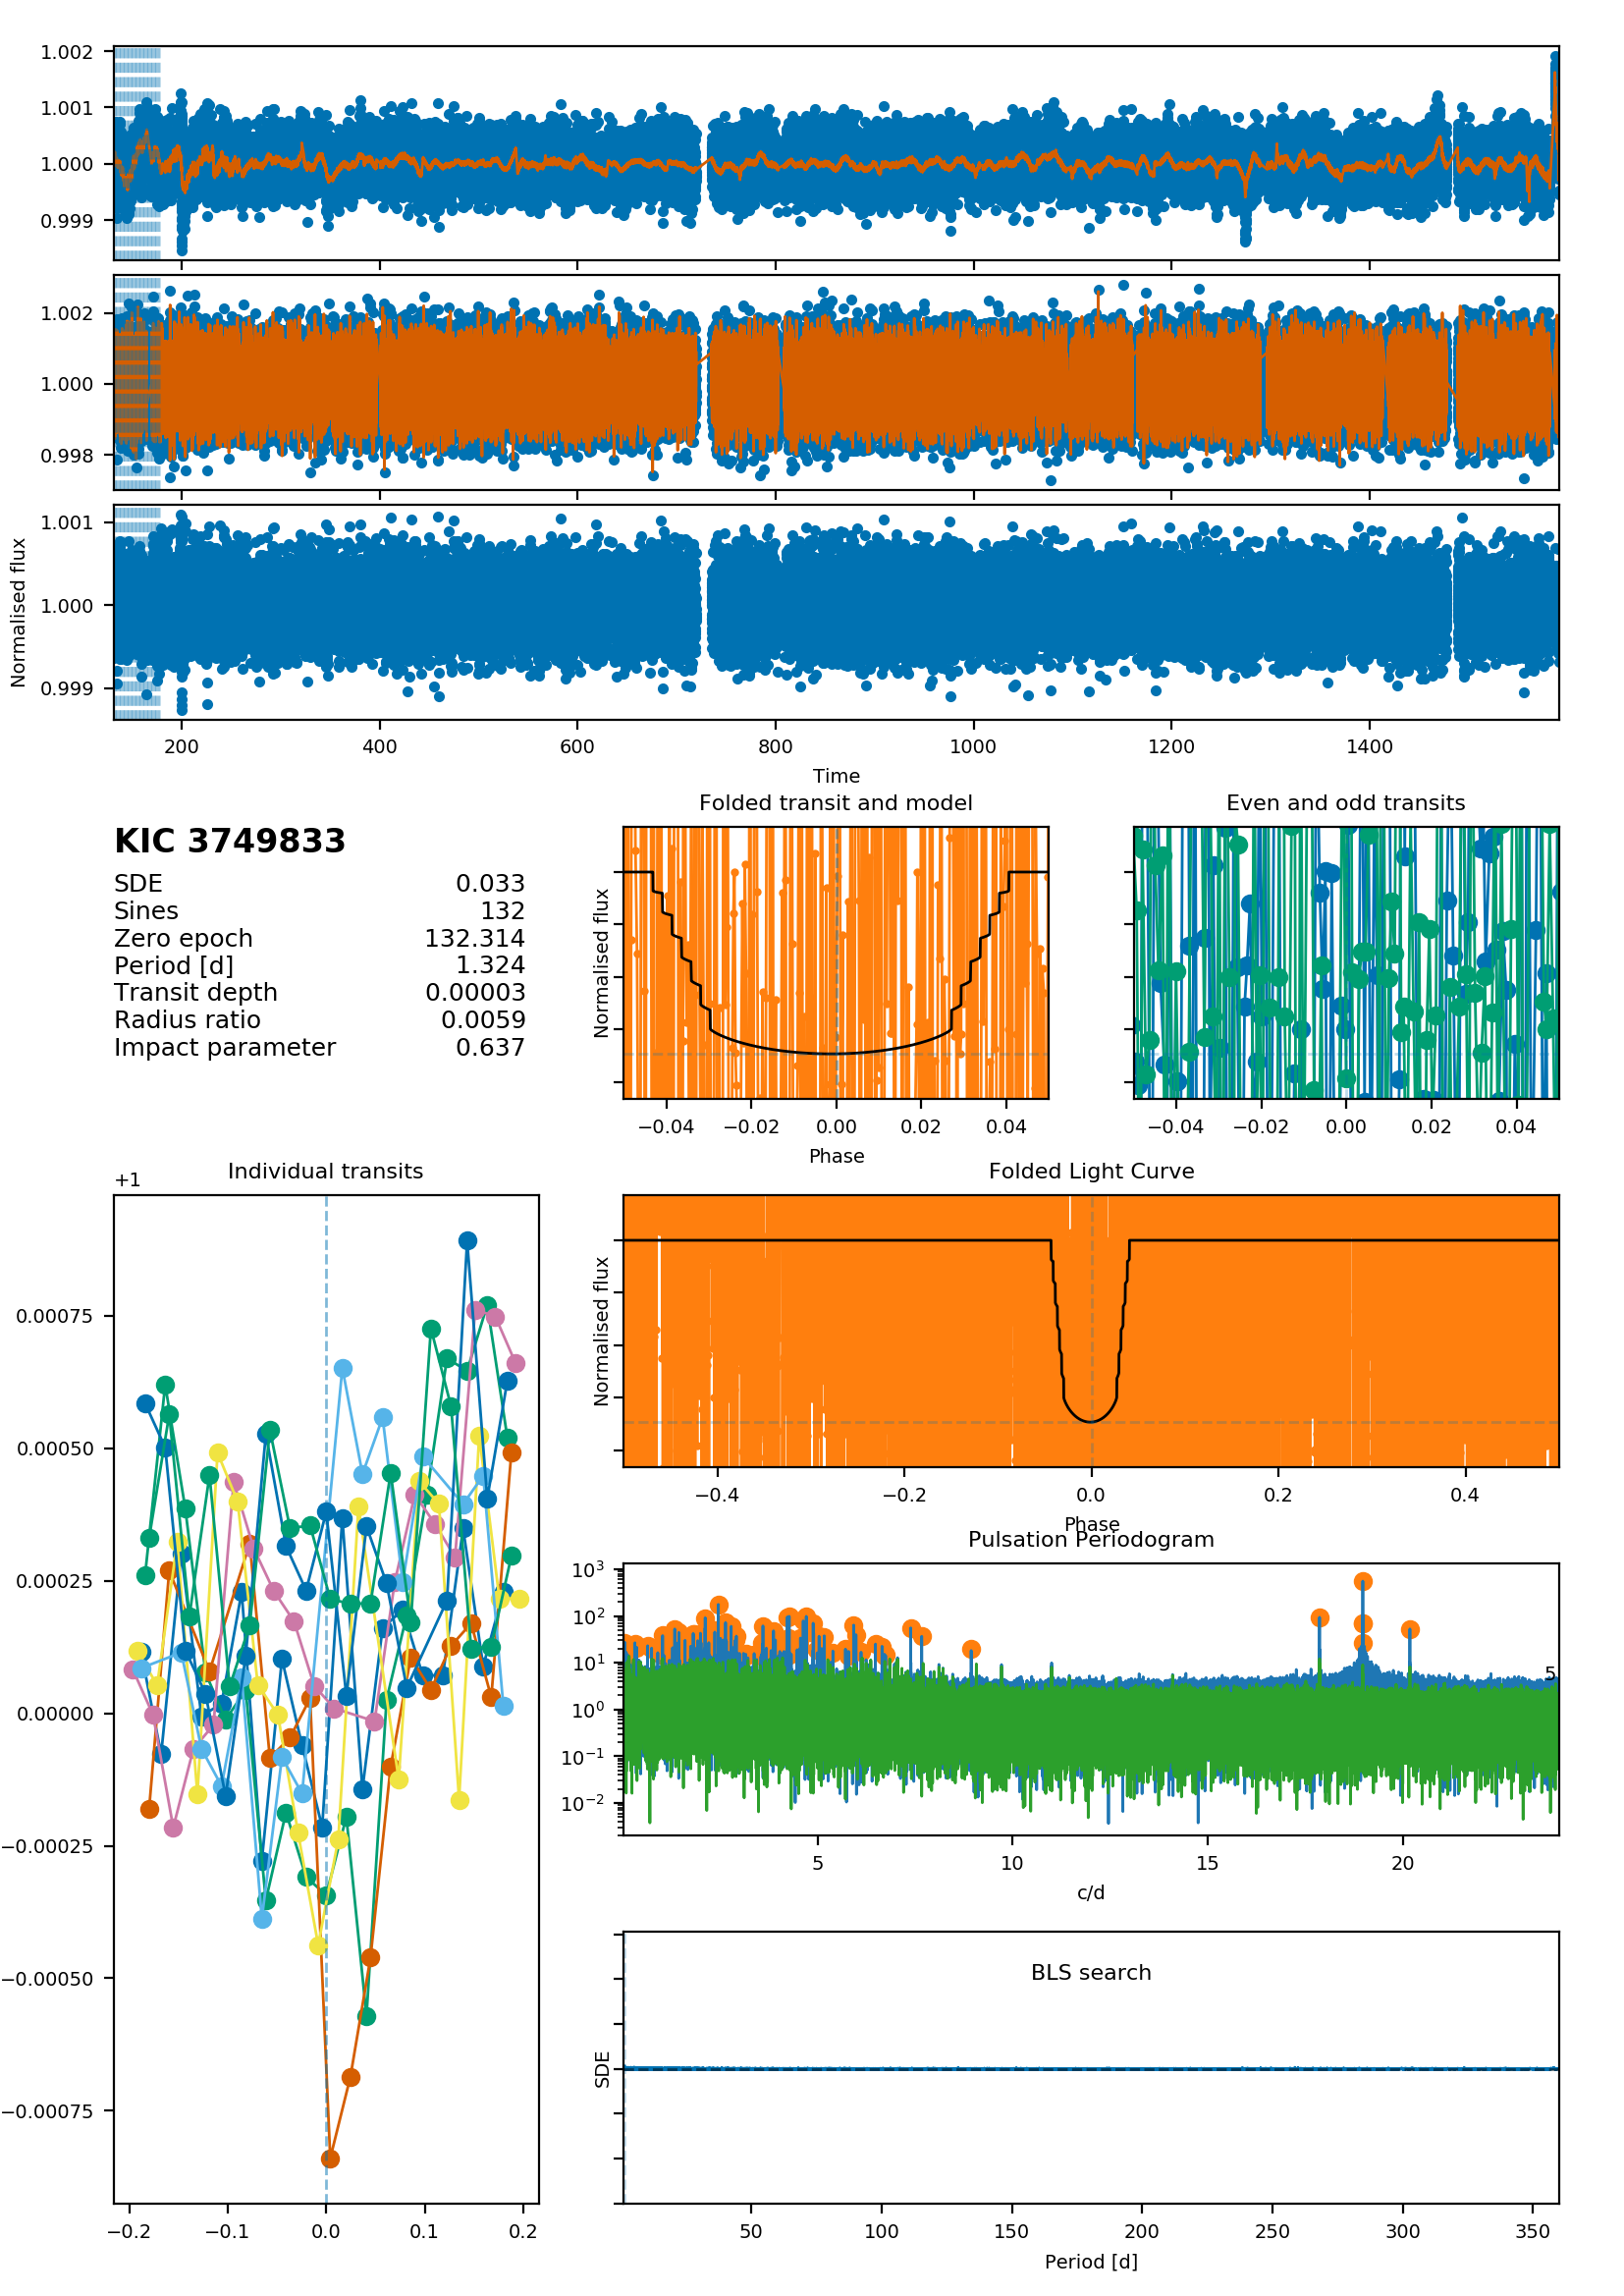 1.002
1.001
1.000
0.999
1.002
1.000
0.998
1.001
1.000
0.999
Normalised flux
200 400 600 800 1000 1200 1400
Time
KIC 3749833
SDE 0.033
Sines 132
Zero epoch 132.314
Period [d] 1.324
Transit depth 0.00003
Radius ratio 0.0059
Impact parameter 0.637
Folded transit and model
Normalised flux
−0.04 −0.02 0.00 0.02 0.04
Phase
Even and odd transits
−0.04 −0.02 0.00 0.02 0.04
Individual transits
+1
0.00075
0.00050
0.00025
0.00000
−0.00025
−0.00050
−0.00075
−0.2 −0.1 0.0 0.1 0.2
Folded Light Curve
Normalised flux
−0.4 −0.2 0.0 0.2 0.4
Phase
Pulsation Periodogram
10³
10²
10¹
10⁰
10⁻¹
10⁻²
5
5 10 15 20
c/d
BLS search
SDE
50 100 150 200 250 300 350
Period [d]